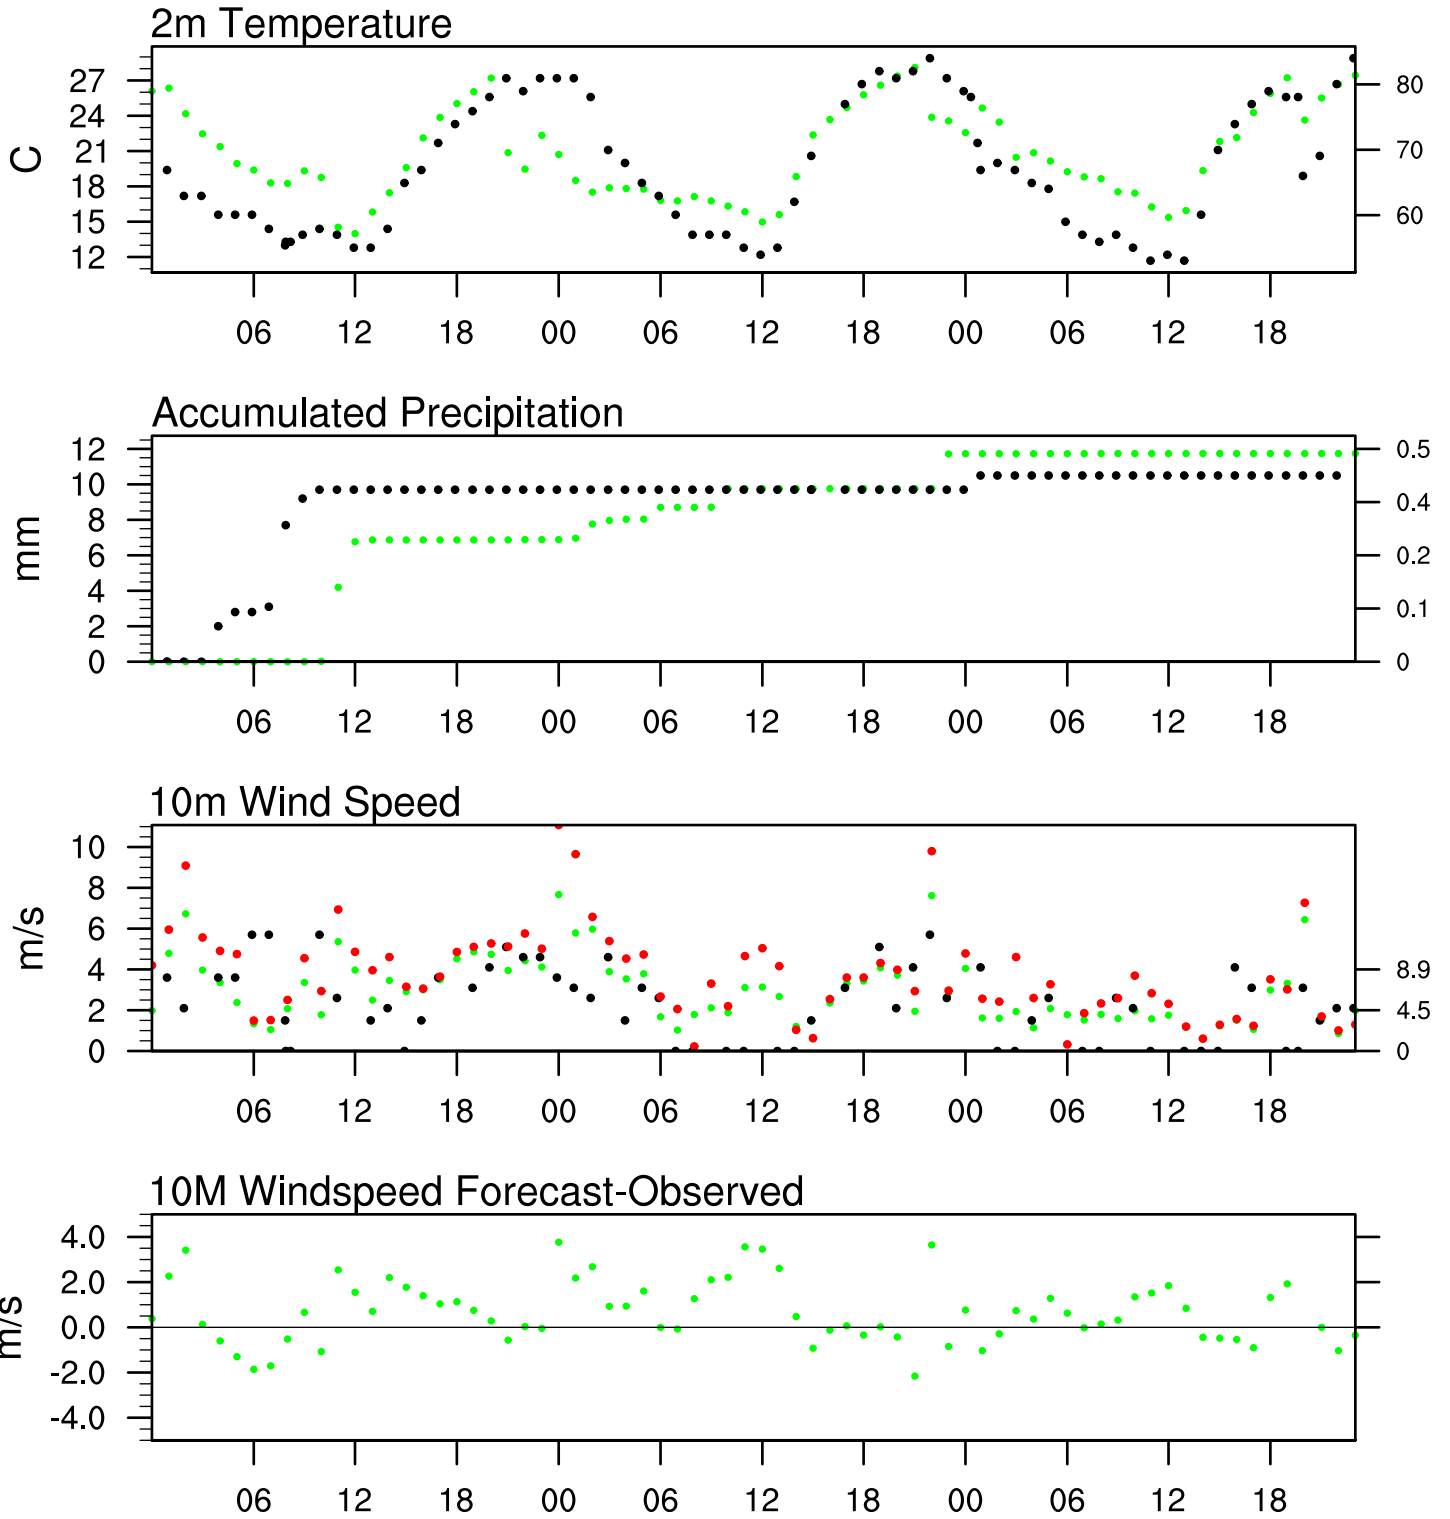 2m Temperature
C
27
24
21
18
15
12
80
70
60
06 12 18 00 06 12 18 00 06 12 18
Accumulated Precipitation
mm
12
10
8
6
4
2
0
0.5
0.4
0.2
0.1
0
06 12 18 00 06 12 18 00 06 12 18
10m Wind Speed
m/s
10
8
6
4
2
0
8.9
4.5
0
06 12 18 00 06 12 18 00 06 12 18
10M Windspeed Forecast-Observed
m/s
4.0
2.0
0.0
-2.0
-4.0
06 12 18 00 06 12 18 00 06 12 18